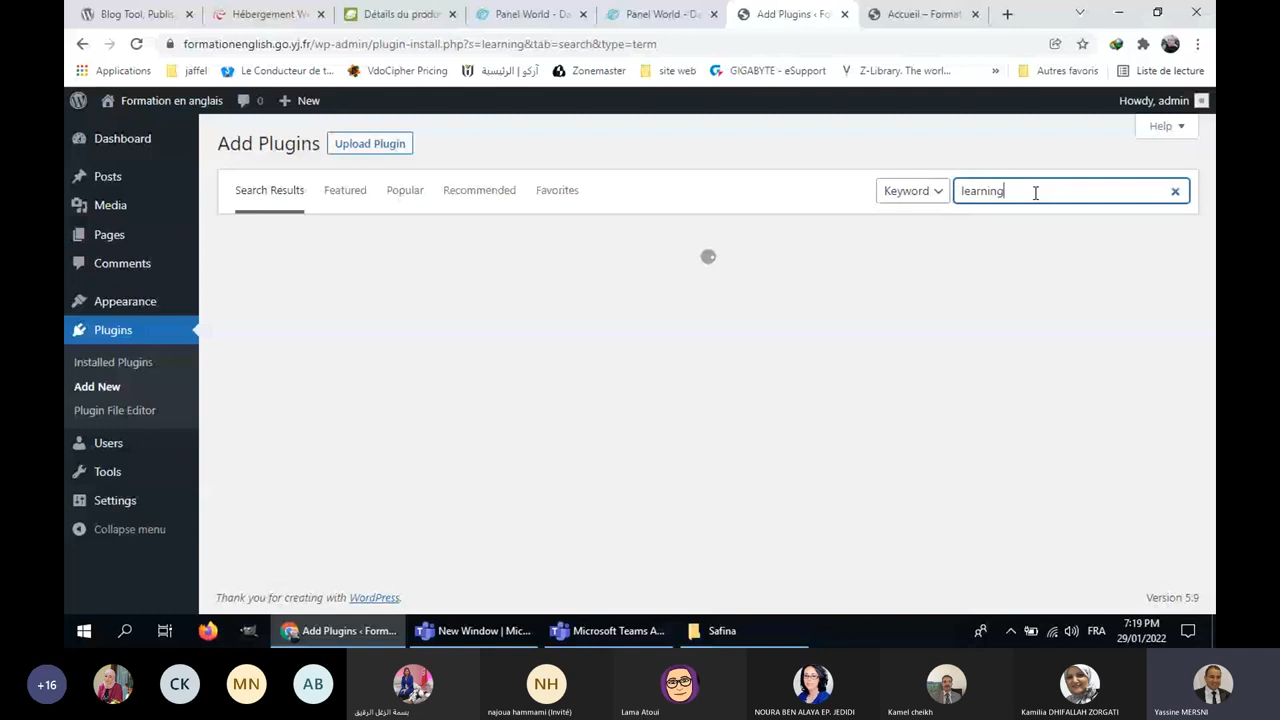 Blog Tool, Publis
Hébergement We
Détails du produ
Panel World - Da
Panel World - Da
Add Plugins ‹ Fo
Accueil – Format
formationenglish.go.yj.fr/wp-admin/plugin-install.php?s=learning&tab=search&type=term
Applications
jaffel
Le Conducteur de t...
VdoCipher Pricing
آركو | الرئيسية
Zonemaster
site web
GIGABYTE - eSupport
Z-Library. The worl...
»
Autres favoris
Liste de lecture
Formation en anglais
0
New
Howdy, admin
Dashboard
Posts
Media
Pages
Comments
Appearance
Plugins
Installed Plugins
Add New
Plugin File Editor
Users
Tools
Settings
Collapse menu
Add Plugins
Upload Plugin
Help
Search Results
Featured
Popular
Recommended
Favorites
Keyword
learning
Thank you for creating with WordPress.
Version 5.9
Add Plugins ‹ Form...
New Window | Mic...
Microsoft Teams A...
Safina
FRA
7:19 PM
29/01/2022
+16
CK
MN
AB
بسمة الزغل الرقيق
NH
najoua hammami (Invité)
Lama Atoui
NOURA BEN ALAYA EP. JEDIDI
Kamel cheikh
Kamilia DHIFALLAH ZORGATI
Yassine MERSNI